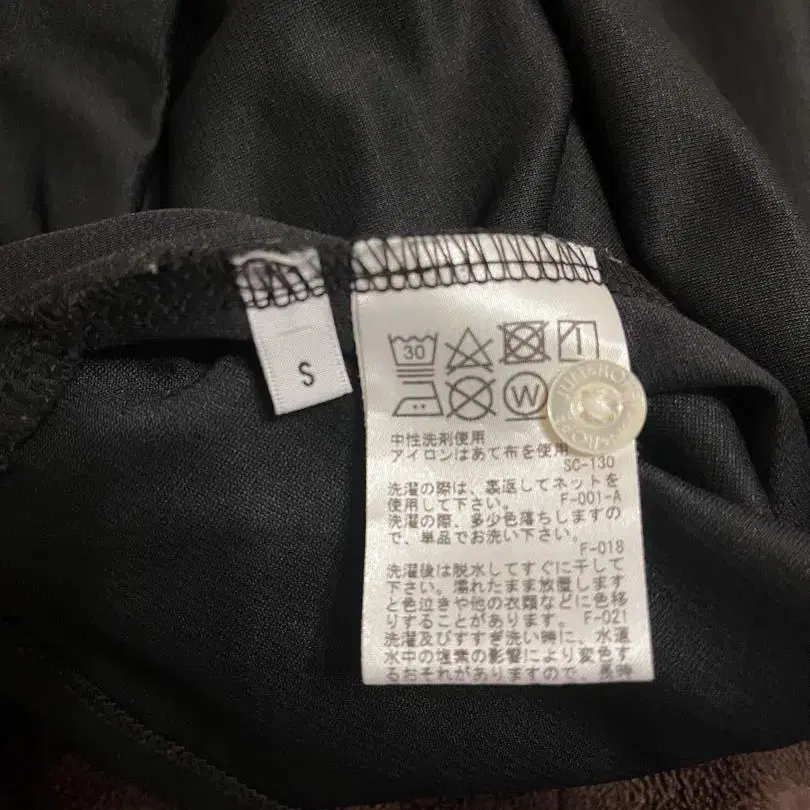 S
30
W
中性洗剤使用
アイロンはあて布を使用
SC-130
洗濯の際は、裏返してネットを
使用して下さい。 F-001-A
洗濯の際、多少色落ちしますの
で、単品でお洗い下さい。
F-018
洗濯後は脱水してすぐに干して
下さい。濡れたまま放置します
と色泣きや他の衣類などに色移
りすることがあります。 F-021
洗濯及びすすぎ洗い時に、水道
水中の塩素の影響により変色す
るおそれがありますので、